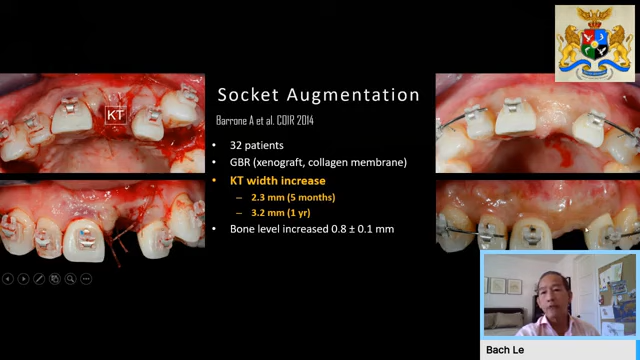 Socket Augmentation
Barrone A et al. COIR 2014
KT
• 32 patients
• GBR (xenograft, collagen membrane)
• KT width increase
– 2.3 mm (5 months)
– 3.2 mm (1 yr)
• Bone level increased 0.8 ± 0.1 mm
Bach Le